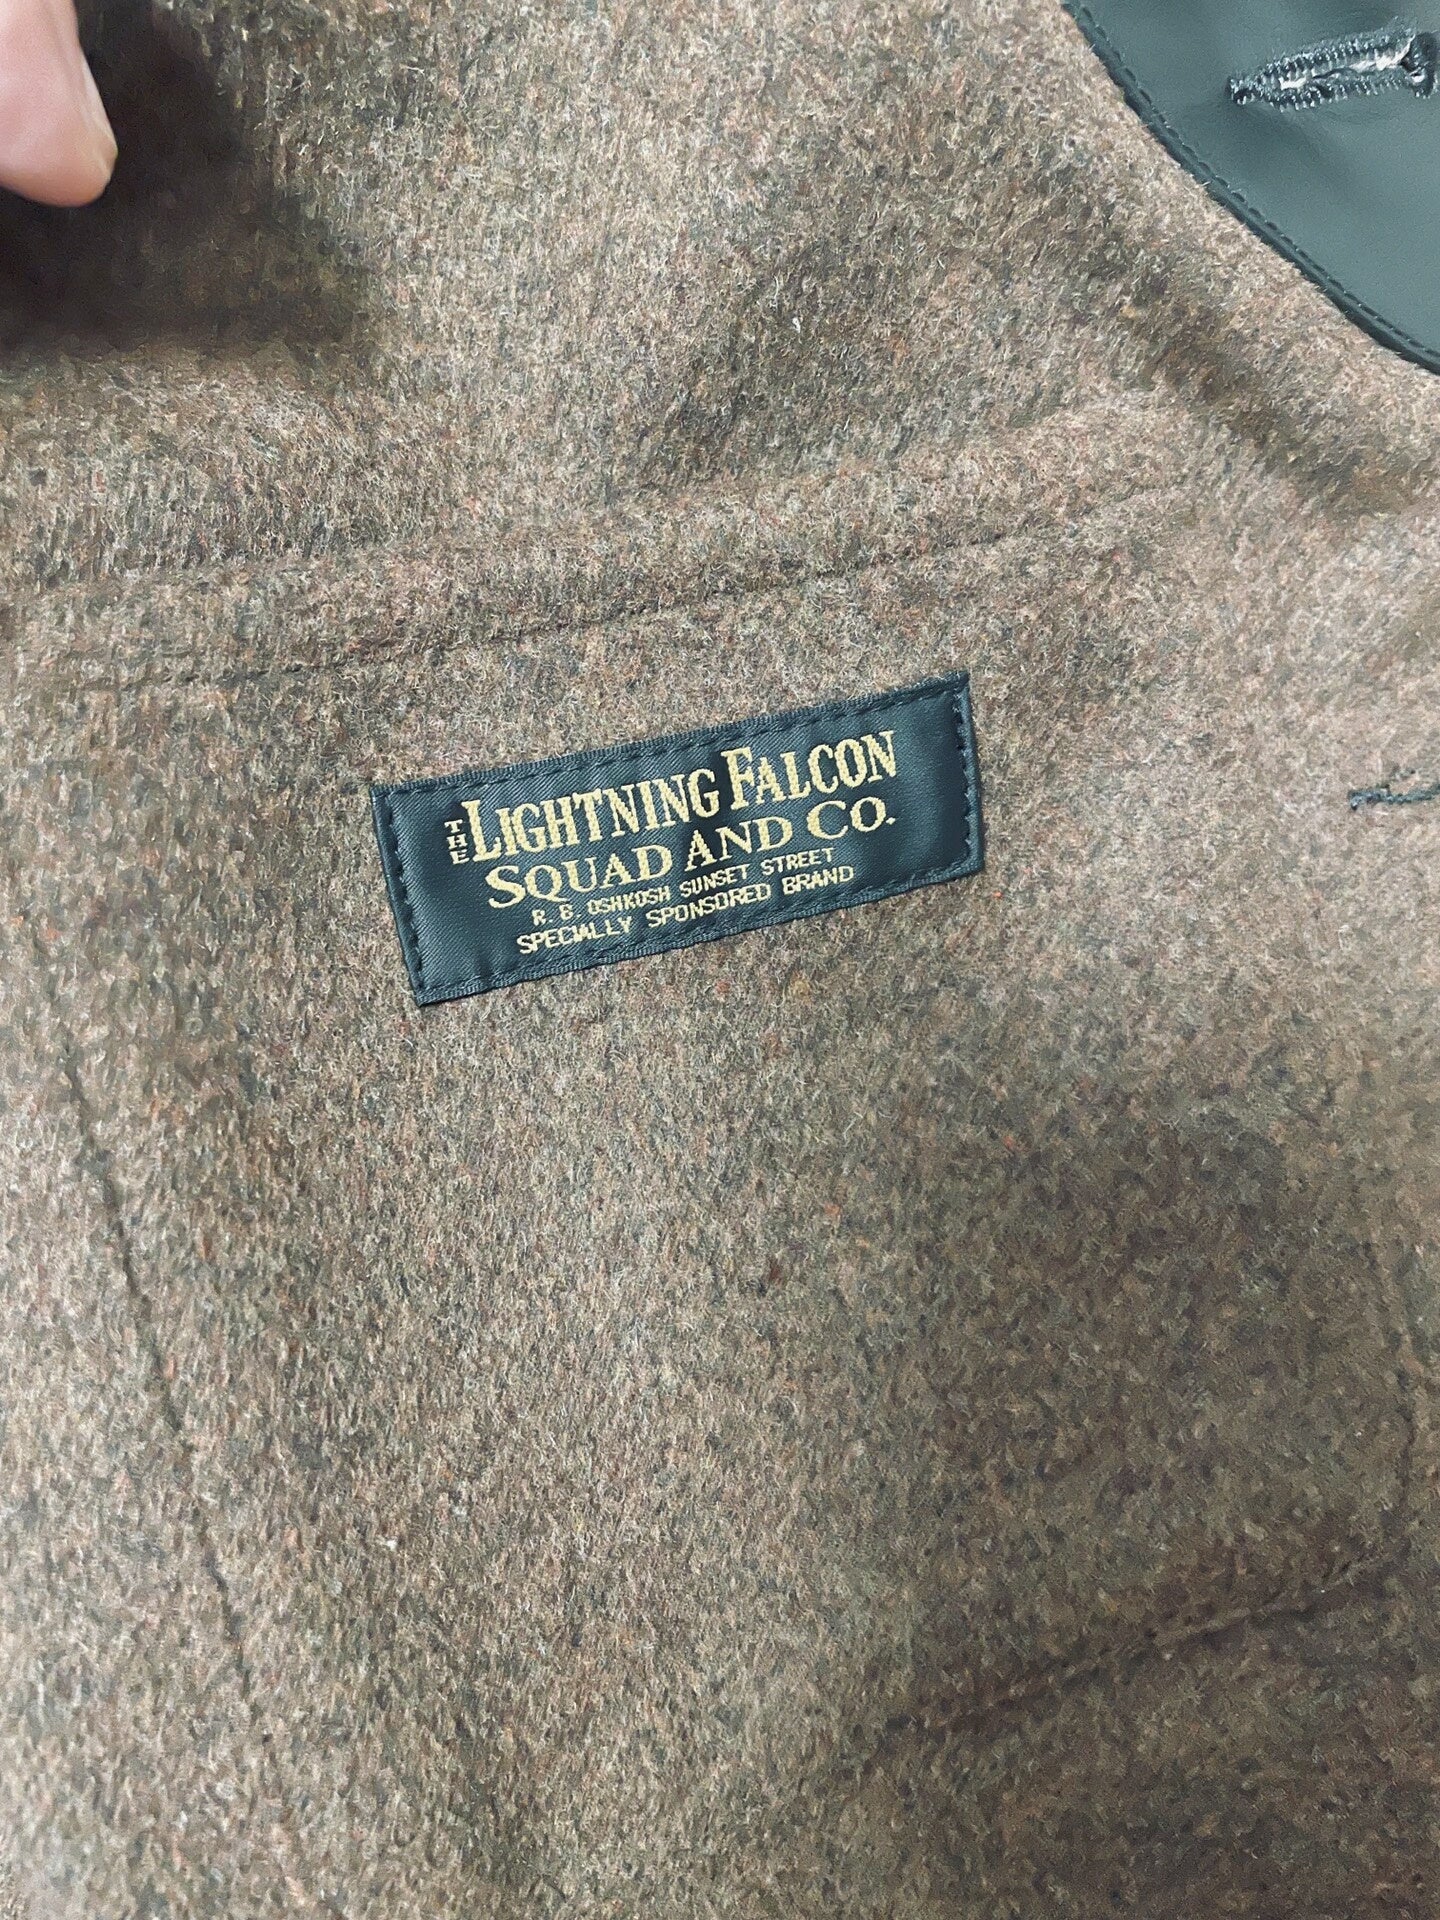 THE LIGHTNING FALCON
SQUAD AND CO.
R. B. OSHKOSH SUNSET STREET
SPECIALLY SPONSORED BRAND